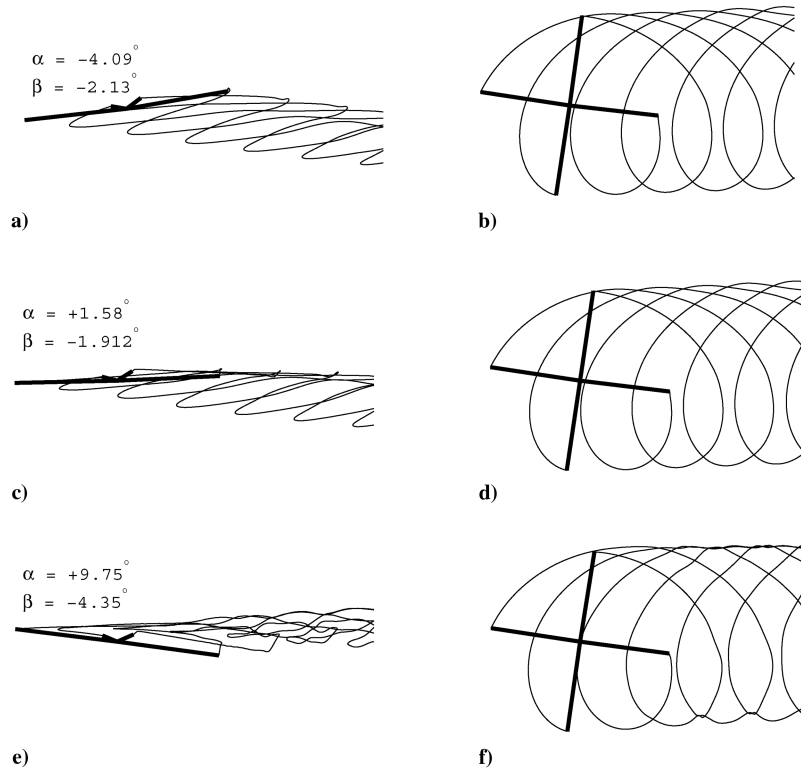 α = -4.09°
β = -2.13°
a)
b)
α = +1.58°
β = -1.912°
c)
d)
α = +9.75°
β = -4.35°
e)
f)